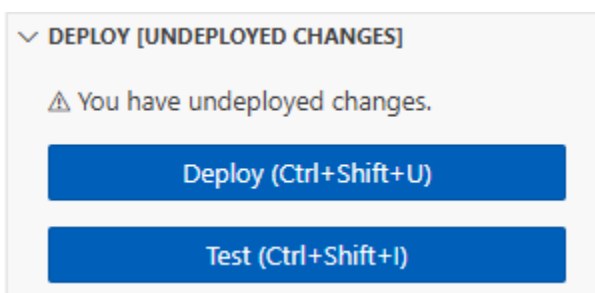 DEPLOY [UNDEPLOYED CHANGES]
⚠ You have undeployed changes.
Deploy (Ctrl+Shift+U)
Test (Ctrl+Shift+I)